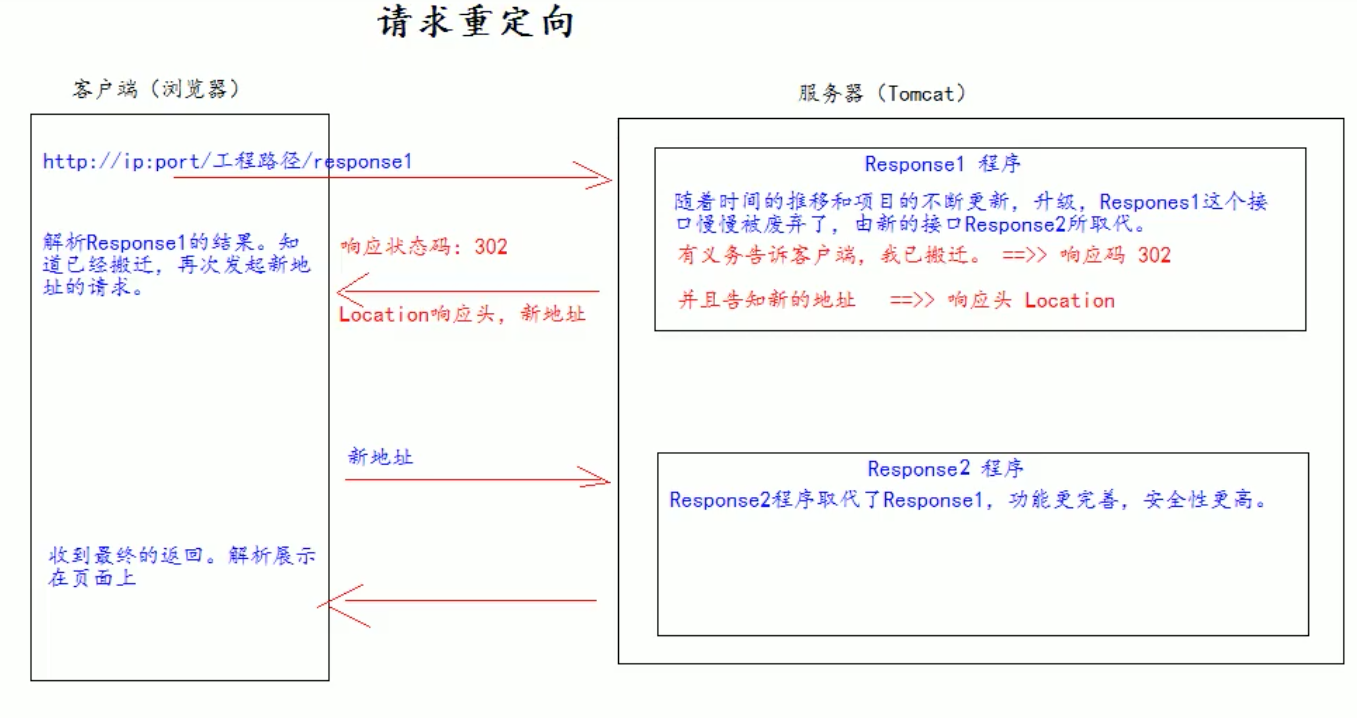 请求重定向
客户端（浏览器）
服务器（Tomcat）
http://ip:port/工程路径/response1
Response1 程序
随着时间的推移和项目的不断更新，升级，Respones1这个接
口慢慢被废弃了，由新的接口Response2所取代。
有义务告诉客户端，我已搬迁。 ==>> 响应码 302
并且告知新的地址 ==>> 响应头 Location
解析Response1的结果。知
道已经搬迁，再次发起新地
址的请求。
响应状态码：302
Location响应头，新地址
新地址
Response2 程序
Response2程序取代了Response1，功能更完善，安全性更高。
收到最终的返回。解析展示
在页面上